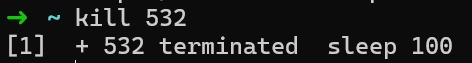 ➜ ~ kill 532
[1]  + 532 terminated  sleep 100